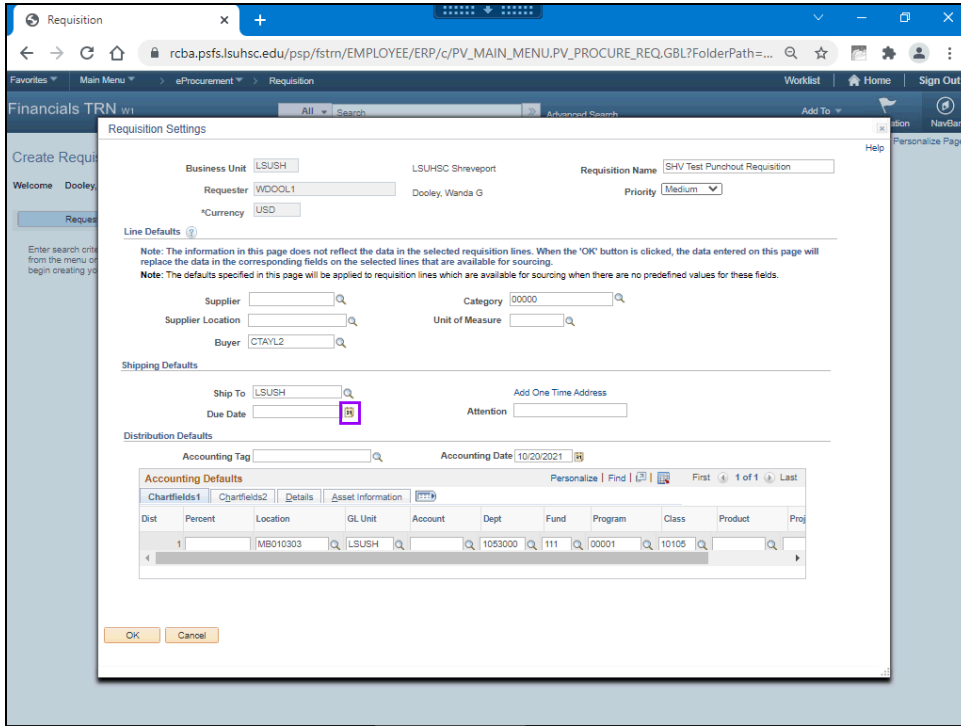 Requisition
rcba.psfs.lsuhsc.edu/psp/fstrn/EMPLOYEE/ERP/c/PV_MAIN_MENU.PV_PROCURE_REQ.GBL?FolderPath=...
Favorites Main Menu > eProcurement > Requisition Worklist Home Sign Out
Financials TRN W1 All Search Advanced Search Add To NavBar
Requisition Settings
Help
Personalize Page
Create
Welcome Dooley,
Enter search
from the menu or
begin creating
Business Unit LSUSH LSUHSC Shreveport Requisition Name SHV Test Punchout Requisition
Requester WDOOL1 Dooley, Wanda G Priority Medium
*Currency USD
Line Defaults ?
Note: The information in this page does not reflect the data in the selected requisition lines. When the 'OK' button is clicked, the data entered on this page will
replace the data in the corresponding fields on the selected lines that are available for sourcing.
Note: The defaults specified in this page will be applied to requisition lines which are available for sourcing when there are no predefined values for these fields.
Supplier Category 00000
Supplier Location Unit of Measure
Buyer CTAYL2
Shipping Defaults
Ship To LSUSH Add One Time Address
Due Date Attention
Distribution Defaults
Accounting Tag Accounting Date 10/20/2021
Accounting Defaults Personalize | Find | First 1 of 1 Last
Chartfields1 Chartfields2 Details Asset Information
Dist Percent Location GL Unit Account Dept Fund Program Class Product Proj
1 MB010303 LSUSH 1053000 111 00001 10105
OK Cancel